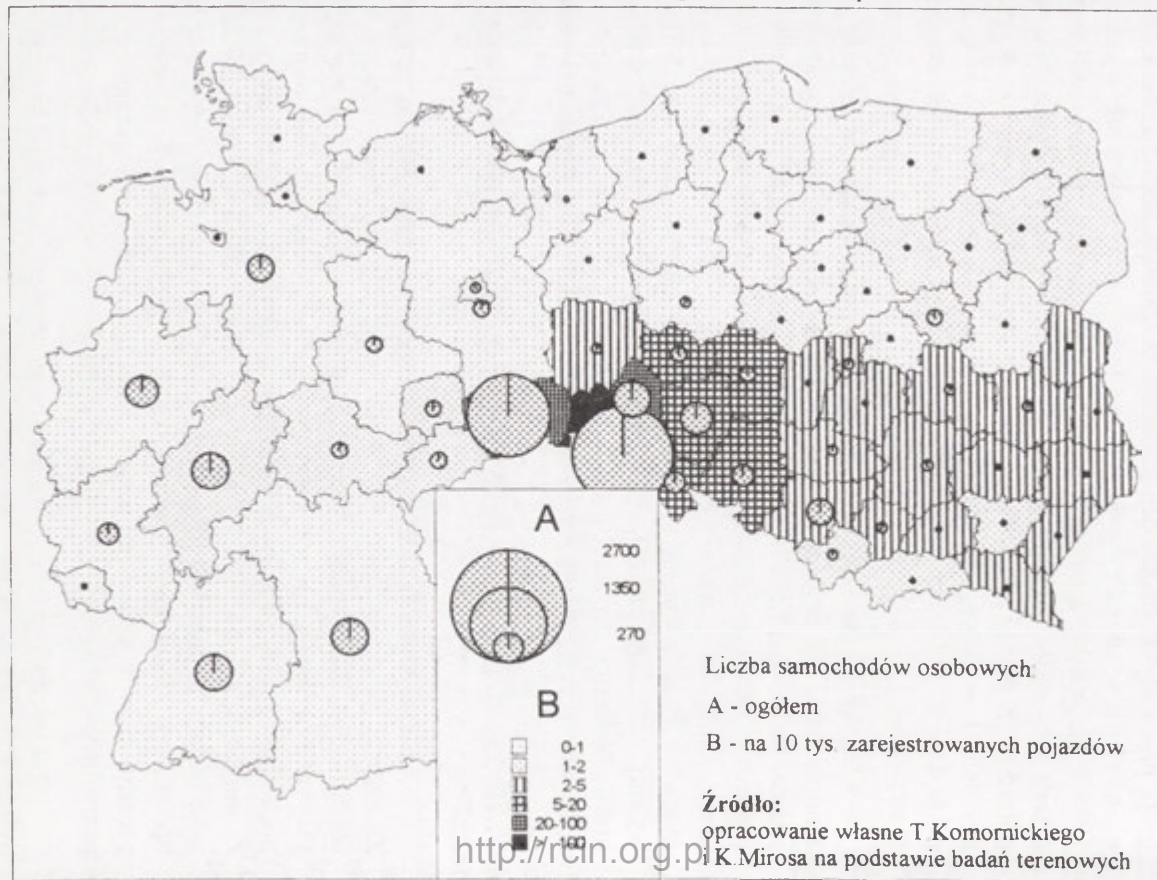 A
2700
1350
270
B
0-1
1-2
2-5
5-20
20-100
> 100
Liczba samochodów osobowych
A - ogółem
B - na 10 tys. zarejestrowanych pojazdów
Źródło:
opracowanie własne T.Komornickiego
i K.Mirosa na podstawie badań terenowych
http://rcin.org.pl